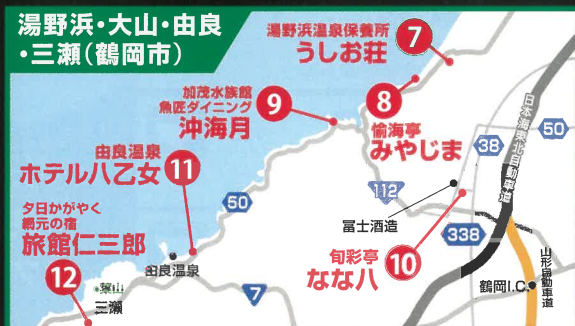 湯野浜・大山・由良
・三瀬(鶴岡市)
湯野浜温泉保養所
うしお荘
7
8
愉海亭
みやじま
加茂水族館
魚匠ダイニング
沖海月
9
由良温泉
ホテル八乙女
11
夕日かがやく
網元の宿
旅館仁三郎
12
由良温泉
三瀬
50
7
112
冨士酒造
旬彩亭
なな八
10
38
50
338
日本海東北自動車道
鶴岡I.C.
山形自動車道